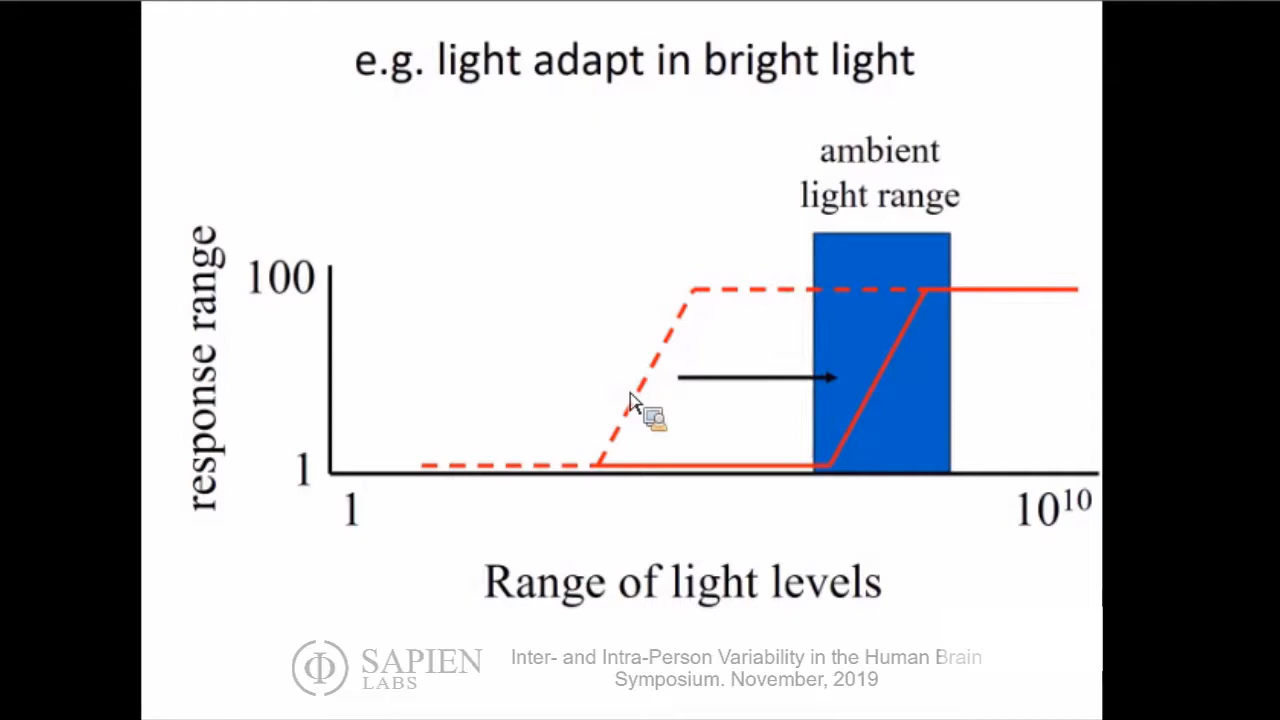 e.g. light adapt in bright light
ambient
light range
response range
100
1
1
10¹⁰
Range of light levels
SAPIEN
LABS
Inter- and Intra-Person Variability in the Human Brain
Symposium. November, 2019